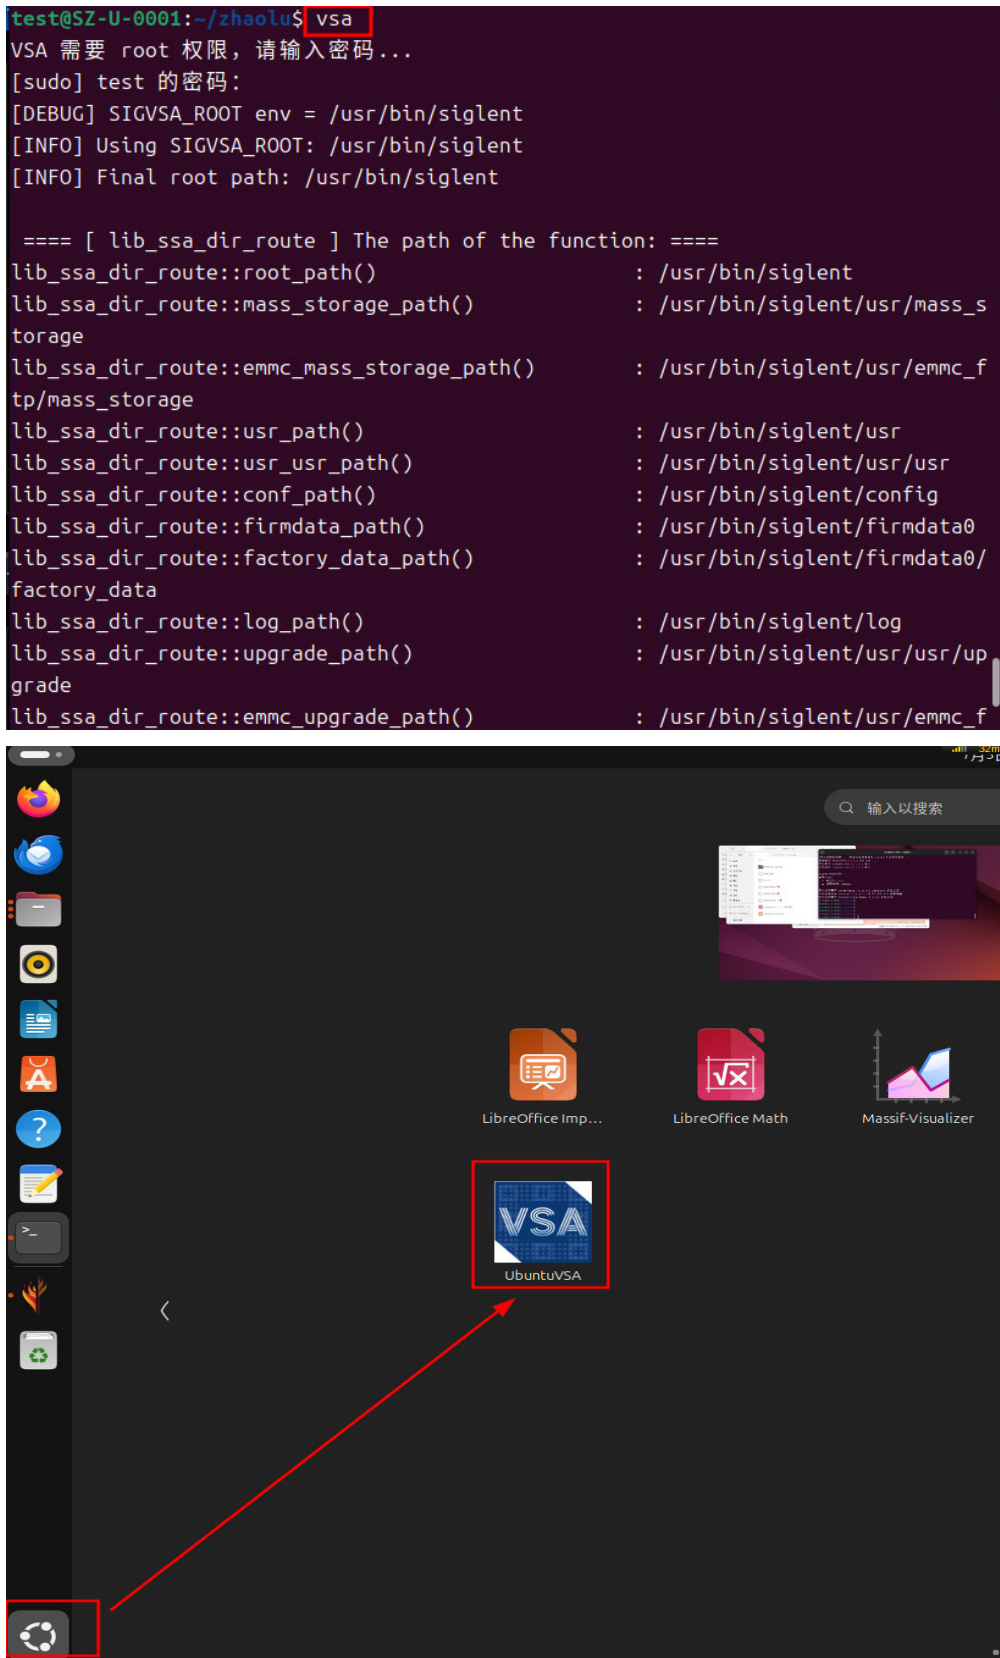 test@SZ-U-0001:~/zhaolu$ vsa
VSA 需要 root 权限，请输入密码...
[sudo] test 的密码：
[DEBUG] SIGVSA_ROOT env = /usr/bin/siglent
[INFO] Using SIGVSA_ROOT: /usr/bin/siglent
[INFO] Final root path: /usr/bin/siglent
==== [ lib_ssa_dir_route ] The path of the function: ====
lib_ssa_dir_route::root_path() : /usr/bin/siglent
lib_ssa_dir_route::mass_storage_path() : /usr/bin/siglent/usr/mass_s
torage
lib_ssa_dir_route::emmc_mass_storage_path() : /usr/bin/siglent/usr/emmc_f
tp/mass_storage
lib_ssa_dir_route::usr_path() : /usr/bin/siglent/usr
lib_ssa_dir_route::usr_usr_path() : /usr/bin/siglent/usr/usr
lib_ssa_dir_route::conf_path() : /usr/bin/siglent/config
lib_ssa_dir_route::firmdata_path() : /usr/bin/siglent/firmdata0
lib_ssa_dir_route::factory_data_path() : /usr/bin/siglent/firmdata0/
factory_data
lib_ssa_dir_route::log_path() : /usr/bin/siglent/log
lib_ssa_dir_route::upgrade_path() : /usr/bin/siglent/usr/usr/up
grade
lib_ssa_dir_route::emmc_upgrade_path() : /usr/bin/siglent/usr/emmc_f
32m
输入以搜索
LibreOffice Imp...
LibreOffice Math
Massif-Visualizer
VSA
UbuntuVSA